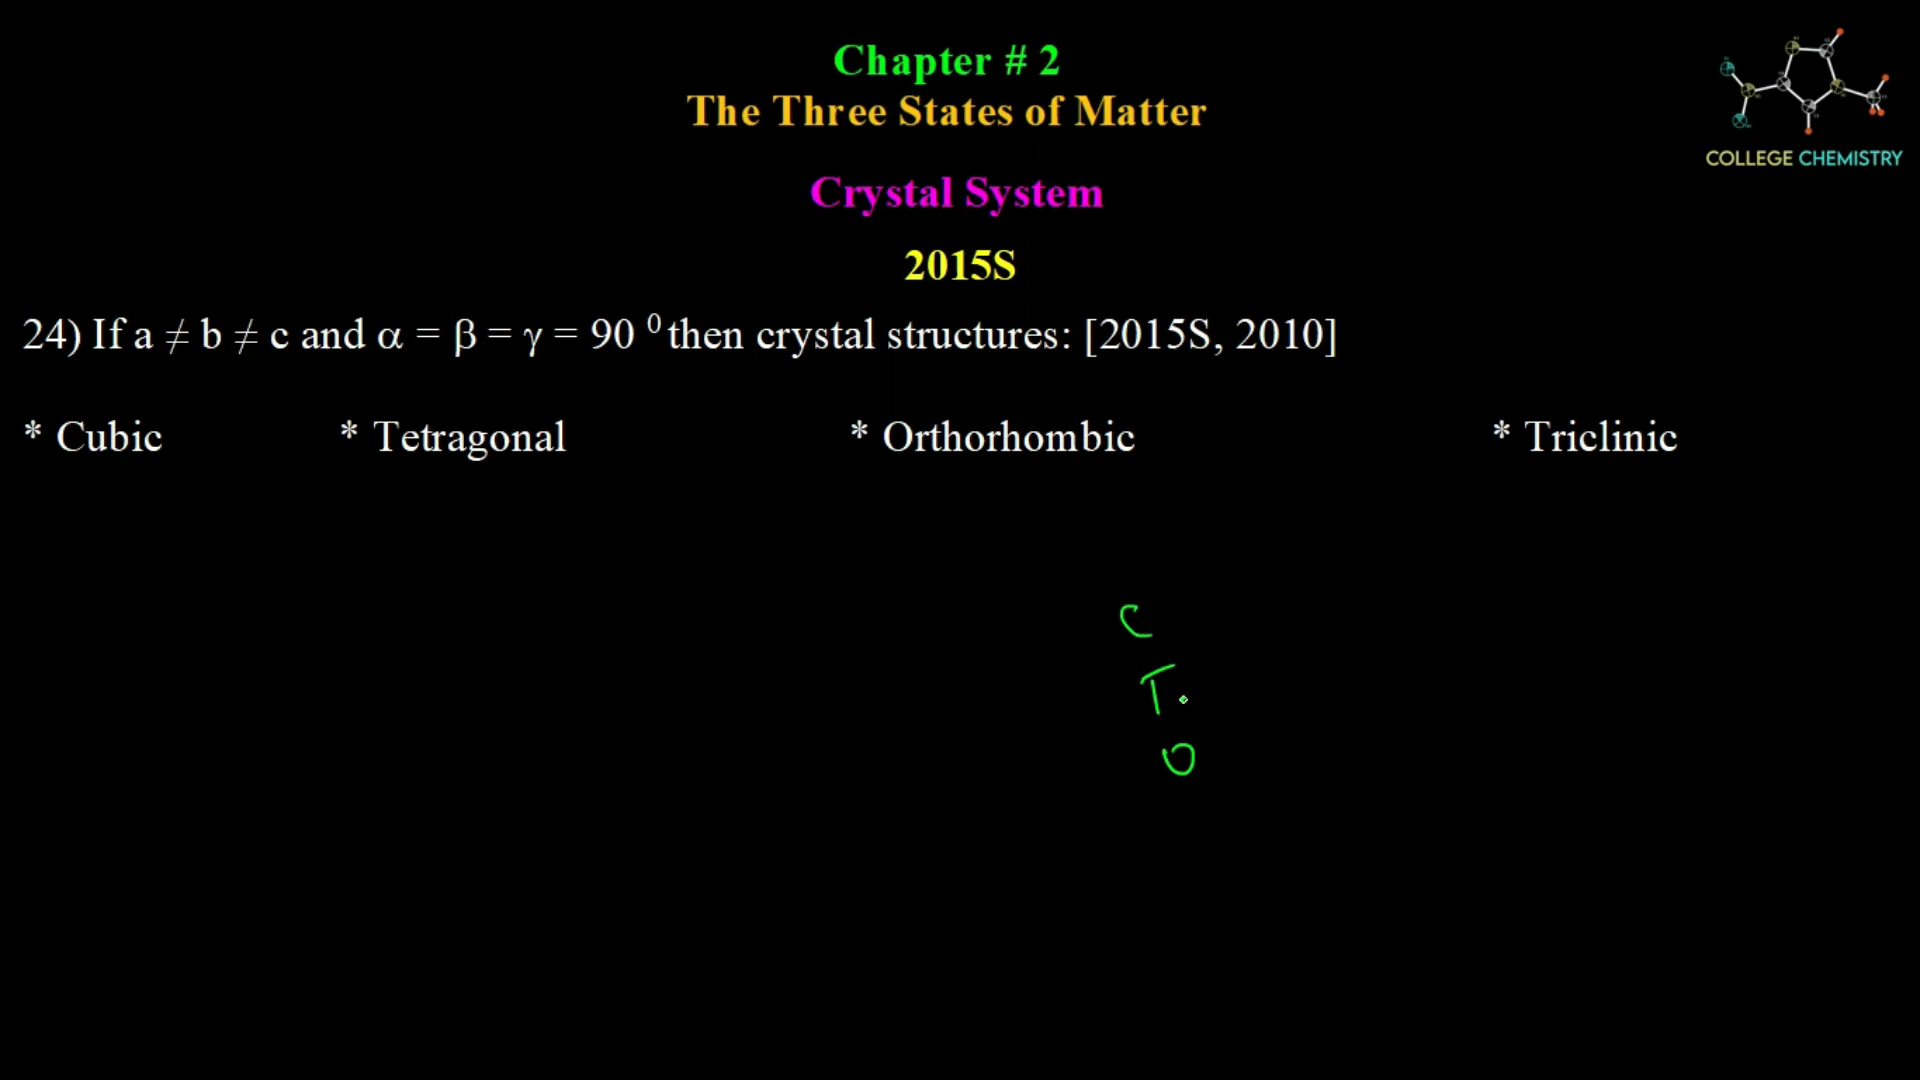 Chapter # 2
The Three States of Matter
COLLEGE CHEMISTRY
Crystal System
2015S
24) If a ≠ b ≠ c and α = β = γ = 90 ⁰ then crystal structures: [2015S, 2010]
* Cubic * Tetragonal * Orthorhombic * Triclinic
C
T
O